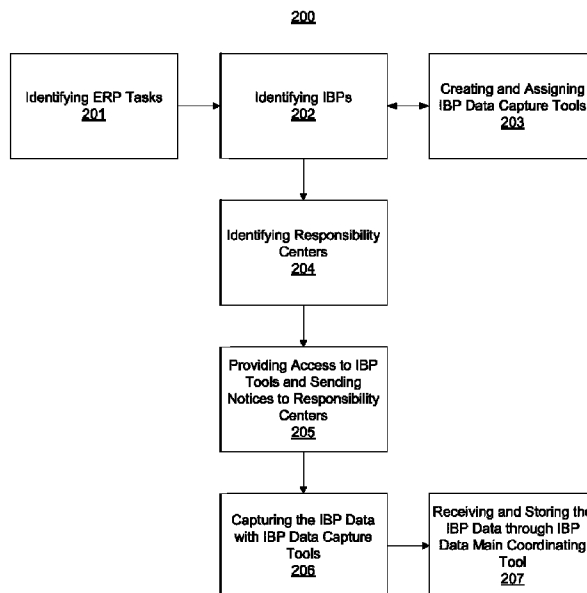 200
Identifying ERP Tasks
201
Identifying IBPs
202
Creating and Assigning
IBP Data Capture Tools
203
Identifying Responsibility
Centers
204
Providing Access to IBP
Tools and Sending
Notices to Responsibility
Centers
205
Capturing the IBP Data
with IBP Data Capture
Tools
206
Receiving and Storing the
IBP Data through IBP
Data Main Coordinating
Tool
207